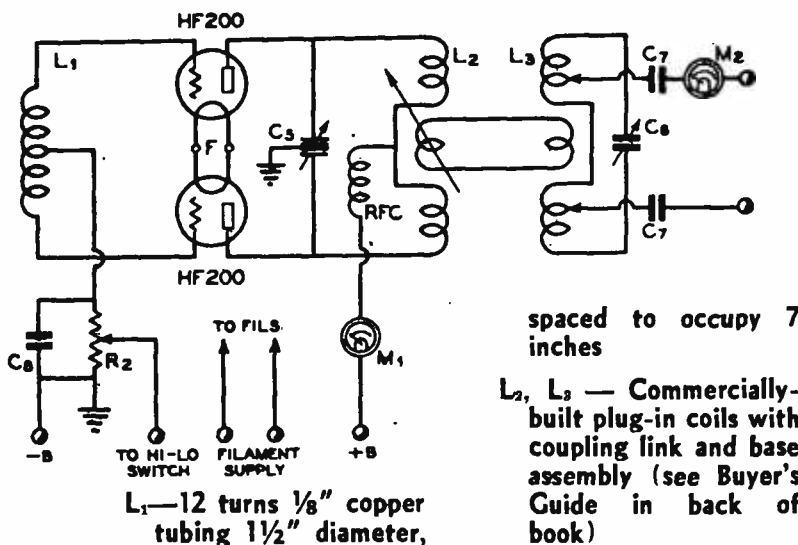 HF200
L₁
L₂
L₃
C₇
M₂
C₅
F
C₆
RFC
C₇
HF200
C₈
R₂
TO FILS.
M₁
−B
TO HI-LO
SWITCH
FILAMENT
SUPPLY
+B
L₁—12 turns ⅛" copper
tubing 1½" diameter,
spaced to occupy 7
inches
L₂, L₃ — Commercially-
built plug-in coils with
coupling link and base
assembly (see Buyer's
Guide in back of
book)